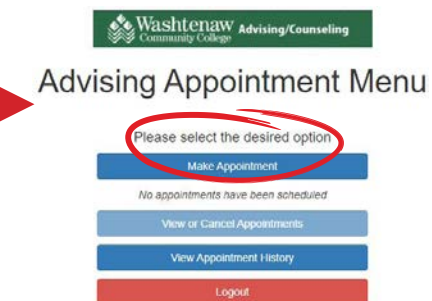 Washtenaw Advising/Counseling
Community College
Advising Appointment Menu
Please select the desired option
Make Appointment
No appointments have been scheduled
View or Cancel Appointments
View Appointment History
Logout